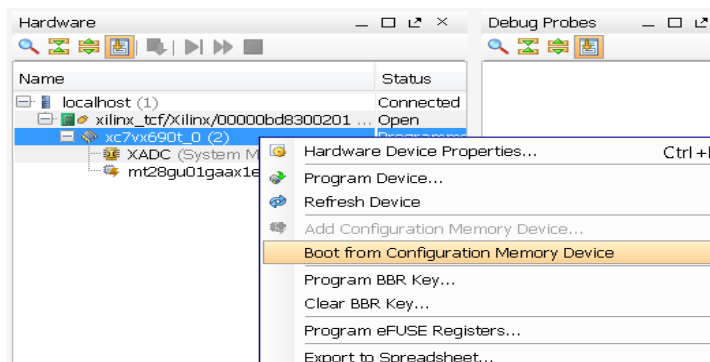 Hardware
Debug Probes
Name
Status
localhost (1)
Connected
xilinx_tcf/Xilinx/00000bd8300201 ...
Open
xc7vx690t_0 (2)
Programme
XADC (System M
mt28gu01gaax1e
Hardware Device Properties...
Ctrl+
Program Device...
Refresh Device
Add Configuration Memory Device...
Boot from Configuration Memory Device
Program BBR Key...
Clear BBR Key...
Program eFUSE Registers...
Export to Spreadsheet...